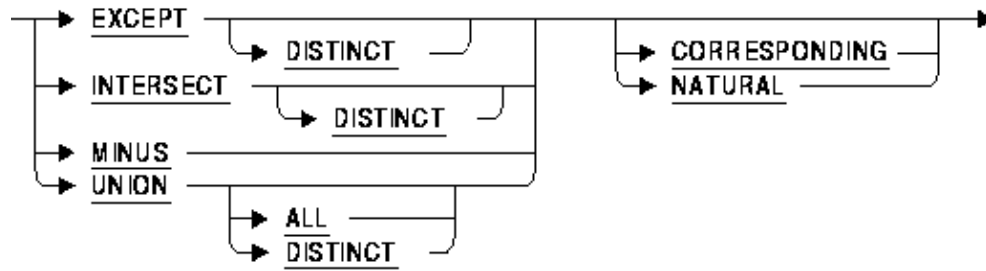 EXCEPT
DISTINCT
CORRESPONDING
INTERSECT
NATURAL
DISTINCT
MINUS
UNION
ALL
DISTINCT